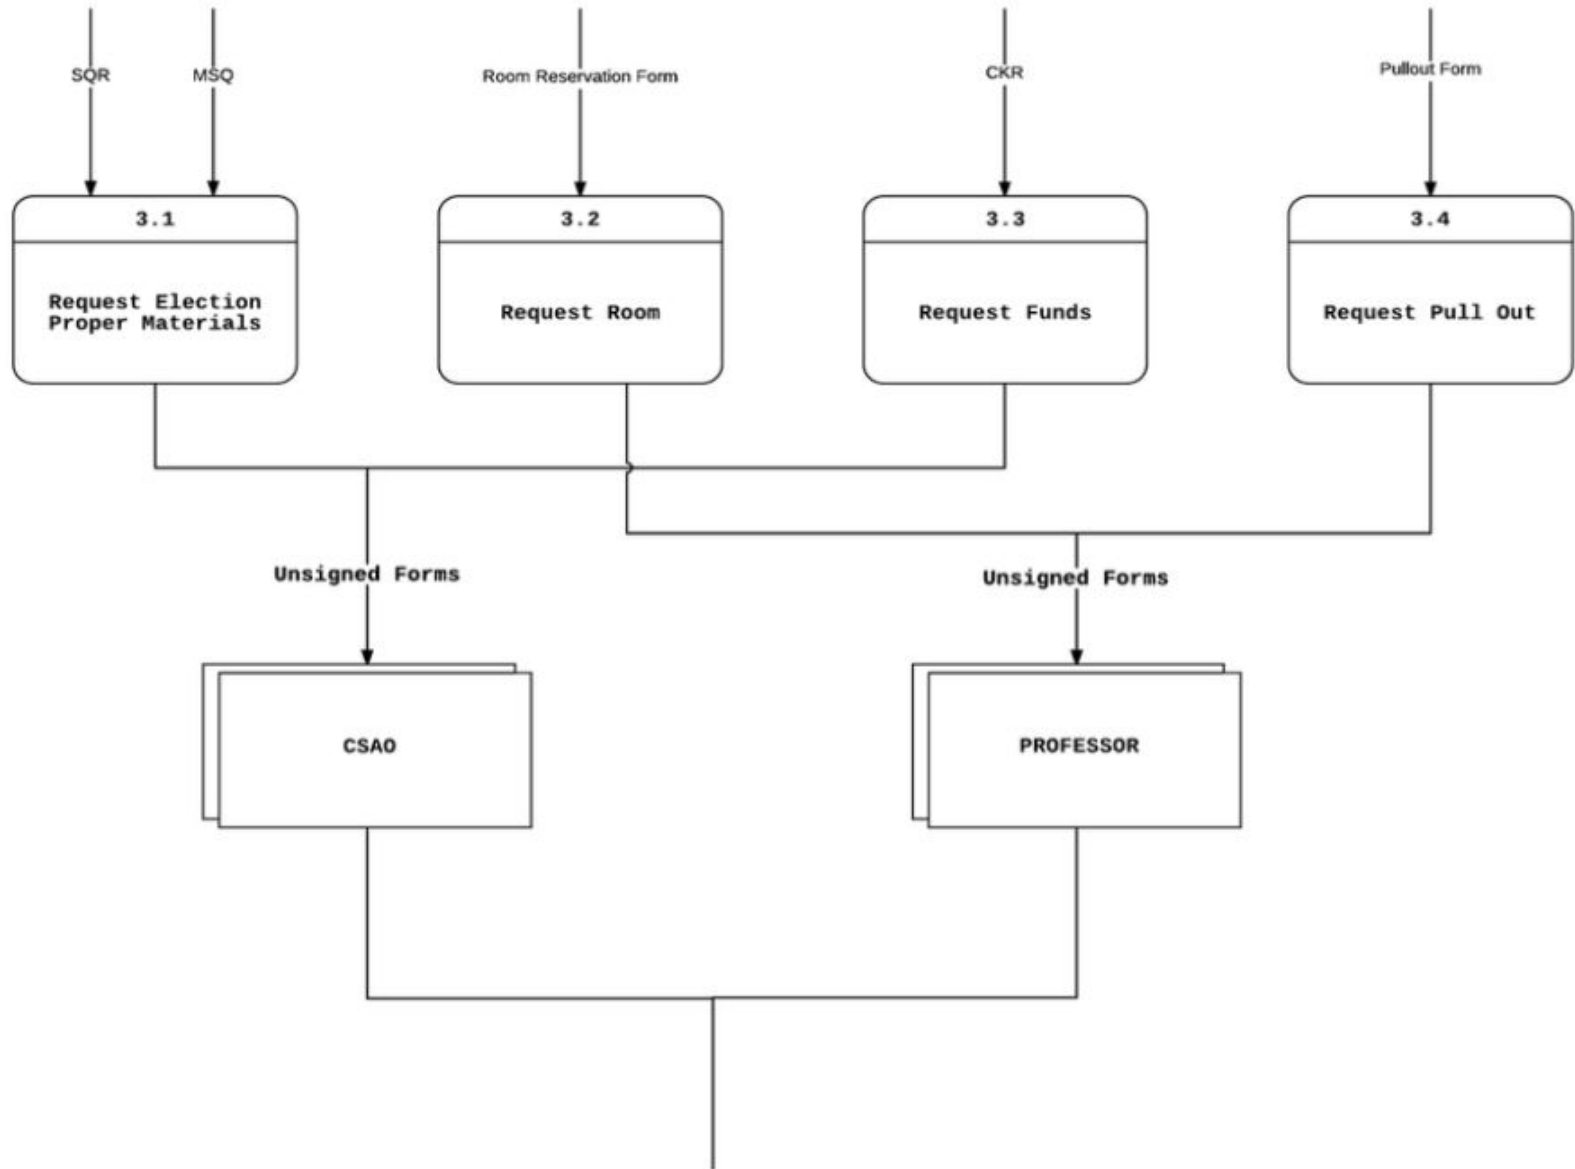 SQR
MSQ
Room Reservation Form
CKR
Pullout Form
3.1
Request Election
Proper Materials
3.2
Request Room
3.3
Request Funds
3.4
Request Pull Out
Unsigned Forms
Unsigned Forms
CSAO
PROFESSOR